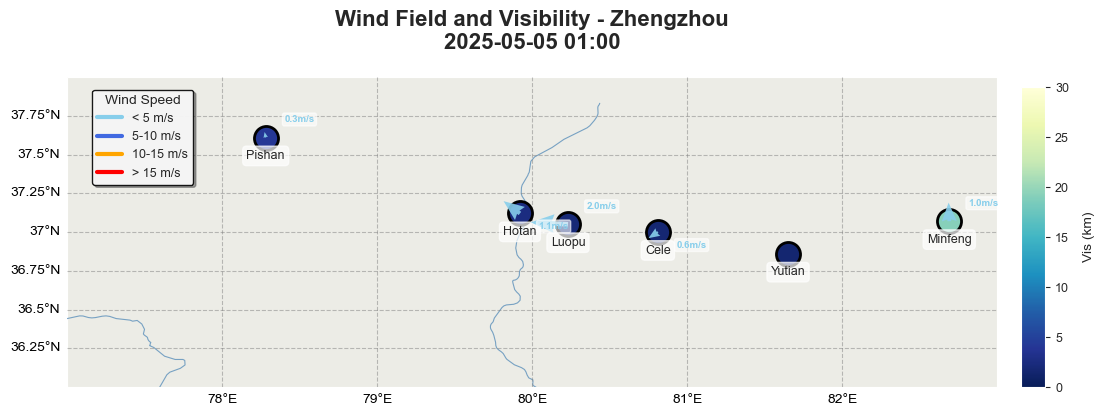 Wind Field and Visibility - Zhengzhou
2025-05-05 01:00
Wind Speed
< 5 m/s
5-10 m/s
10-15 m/s
> 15 m/s
37.75°N
37.5°N
37.25°N
37°N
36.75°N
36.5°N
36.25°N
78°E
79°E
80°E
81°E
82°E
0.3m/s
Pishan
Hotan
1.1m/s
2.0m/s
Luopu
0.6m/s
Cele
Yutian
1.0m/s
Minfeng
30
25
20
15
10
5
0
Vis (km)